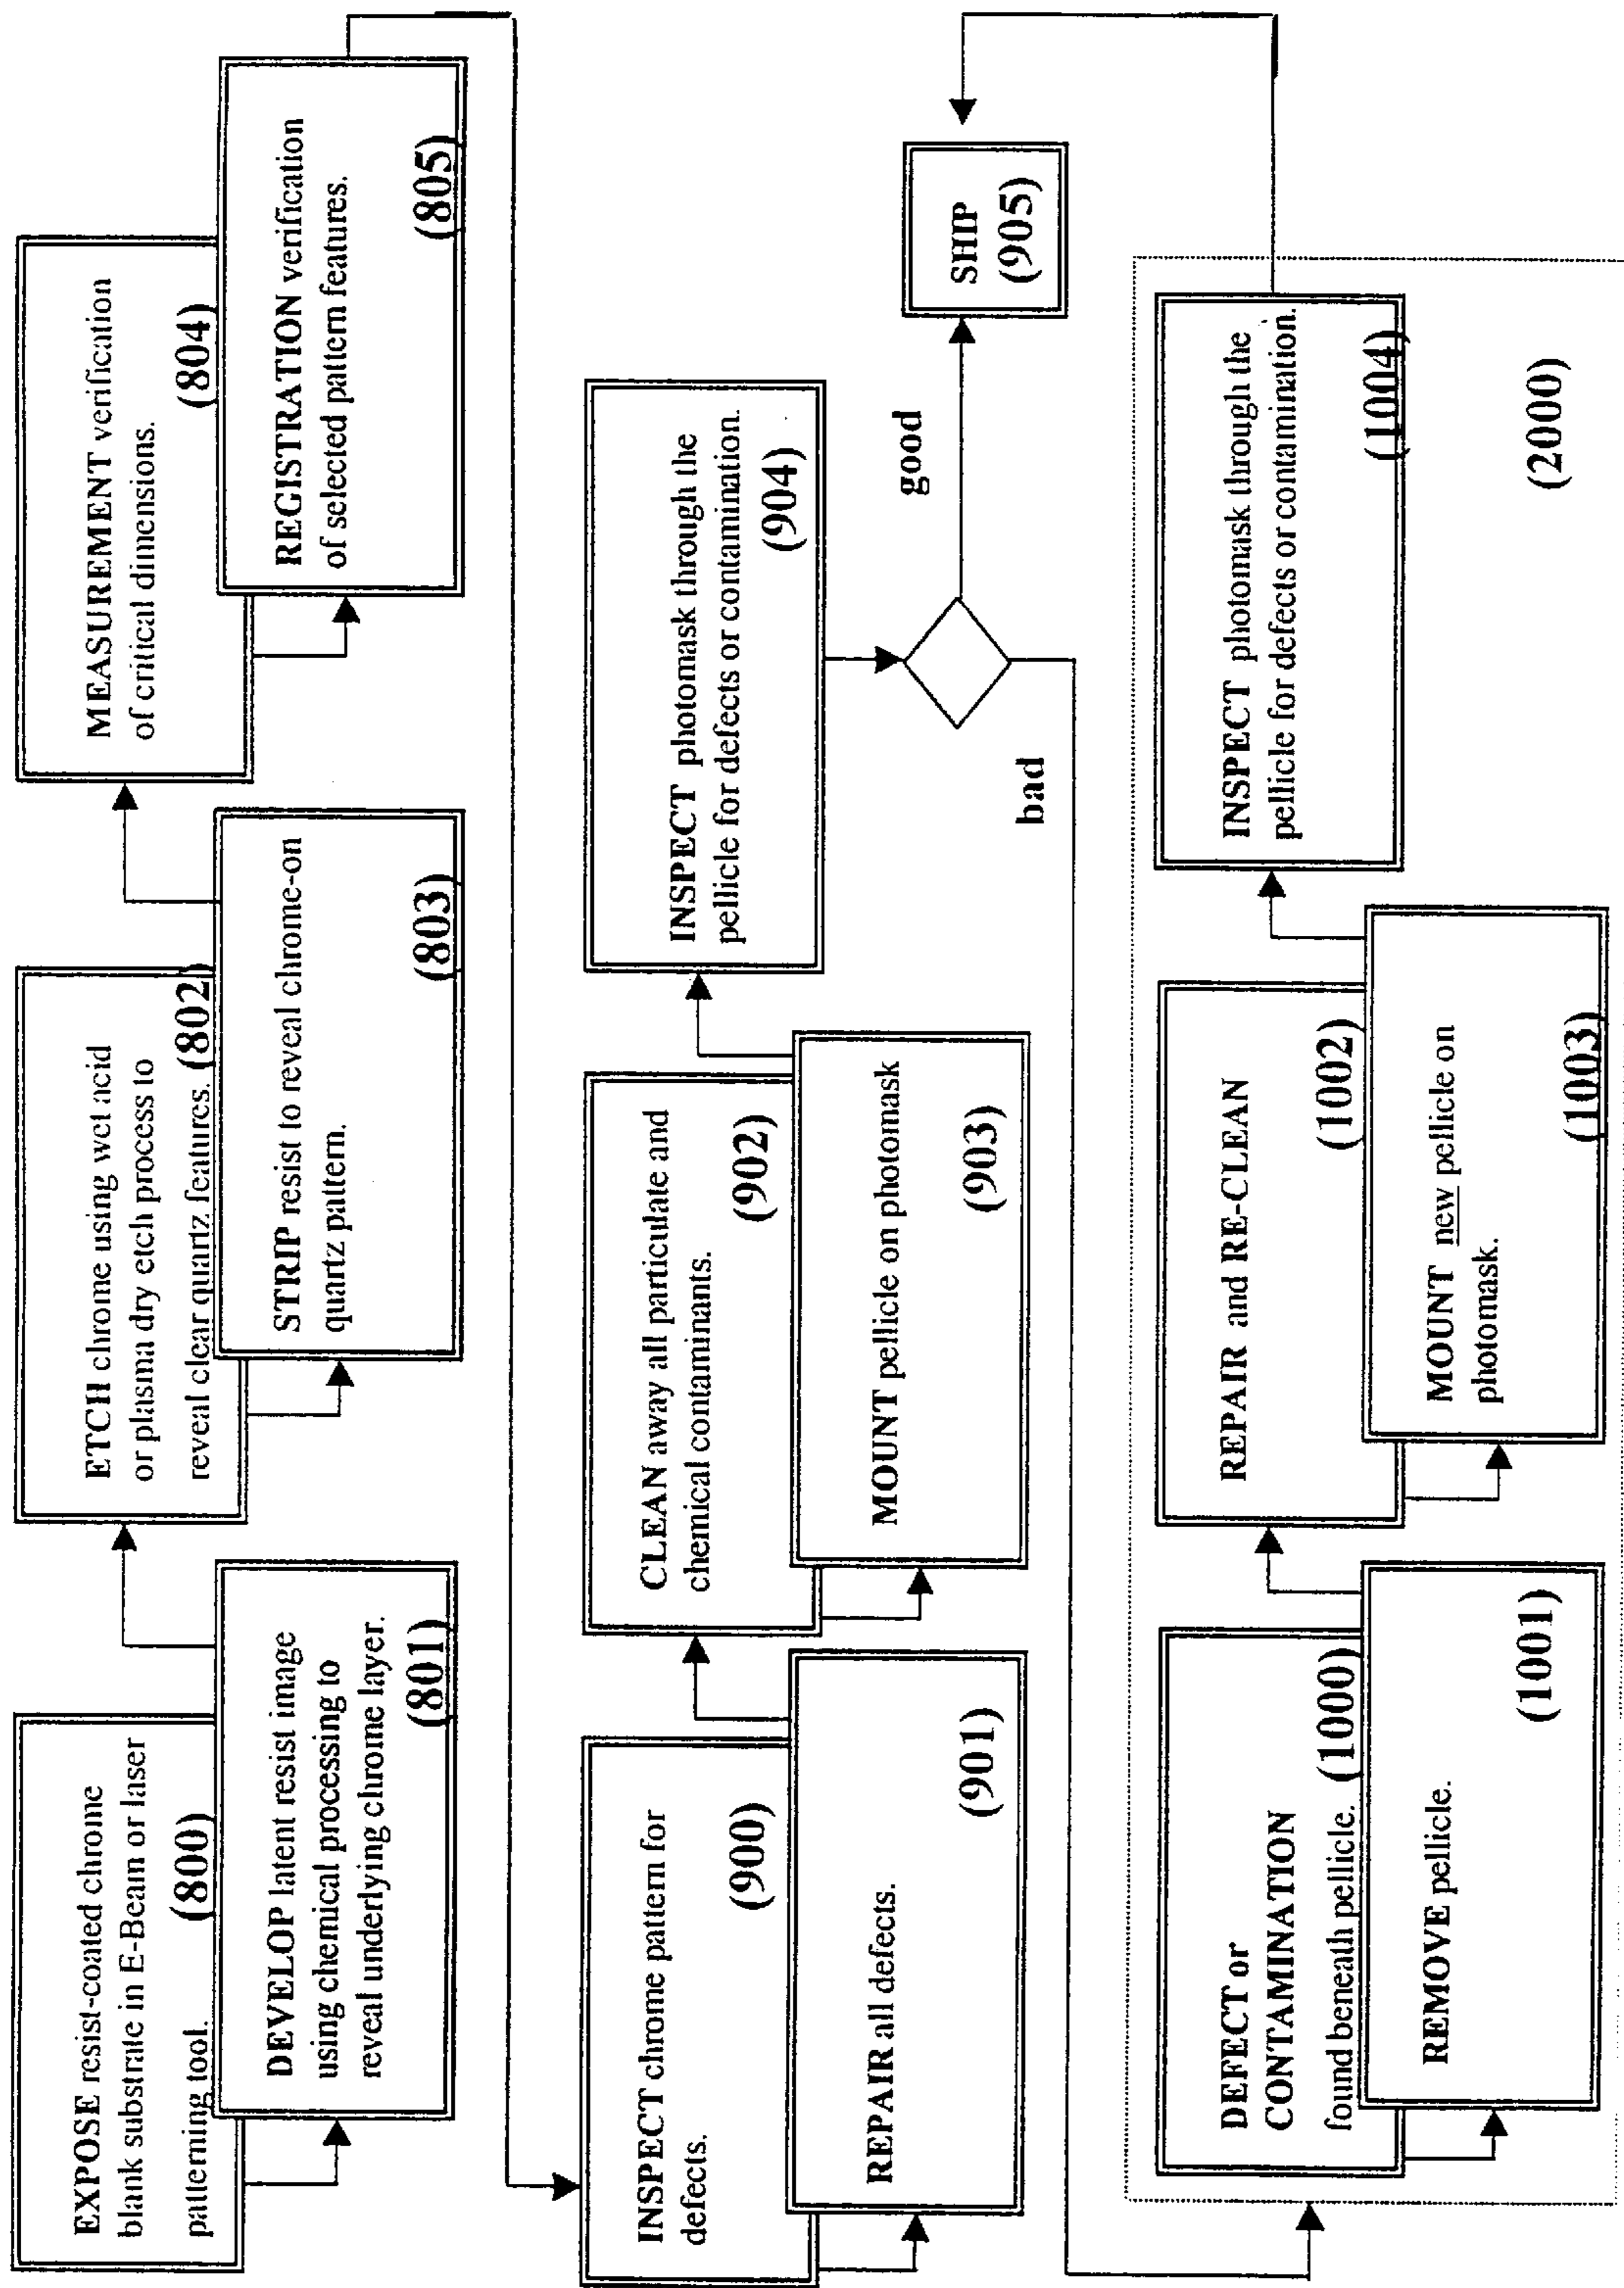 EXPOSE resist-coated chrome
blank substrate in E-Beam or laser
patterning tool.
(800)
DEVELOP latent resist image
using chemical processing to
reveal underlying chrome layer.
(801)
ETCH chrome using wet acid
or plasma dry etch process to
reveal clear quartz features. (802)
STRIP resist to reveal chrome-on
quartz pattern.
(803)
MEASUREMENT verification
of critical dimensions.
(804)
REGISTRATION verification
of selected pattern features.
(805)
INSPECT chrome pattern for
defects.
(900)
REPAIR all defects.
(901)
CLEAN away all particulate and
chemical contaminants.
(902)
MOUNT pellicle on photomask
(903)
INSPECT photomask through the
pellicle for defects or contamination.
(904)
good
bad
SHIP
(905)
DEFECT or
CONTAMINATION
found beneath pellicle. (1000)
REMOVE pellicle.
(1001)
REPAIR and RE-CLEAN
(1002)
MOUNT new pellicle on
photomask.
(1003)
INSPECT photomask through the
pellicle for defects or contamination.
(1004)
(2000)